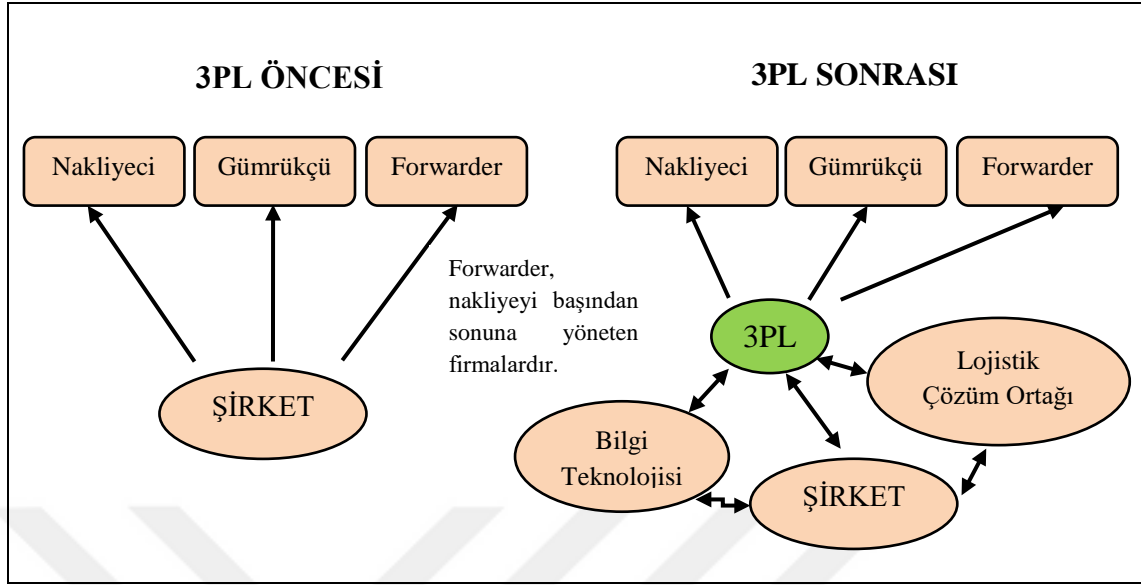 3PL ÖNCESİ
Nakliyeci
Gümrükçü
Forwarder
ŞİRKET
Forwarder,
nakliyeyi başından
sonuna yöneten
firmalardır.
3PL SONRASI
Nakliyeci
Gümrükçü
Forwarder
3PL
Lojistik
Çözüm Ortağı
Bilgi
Teknolojisi
ŞİRKET